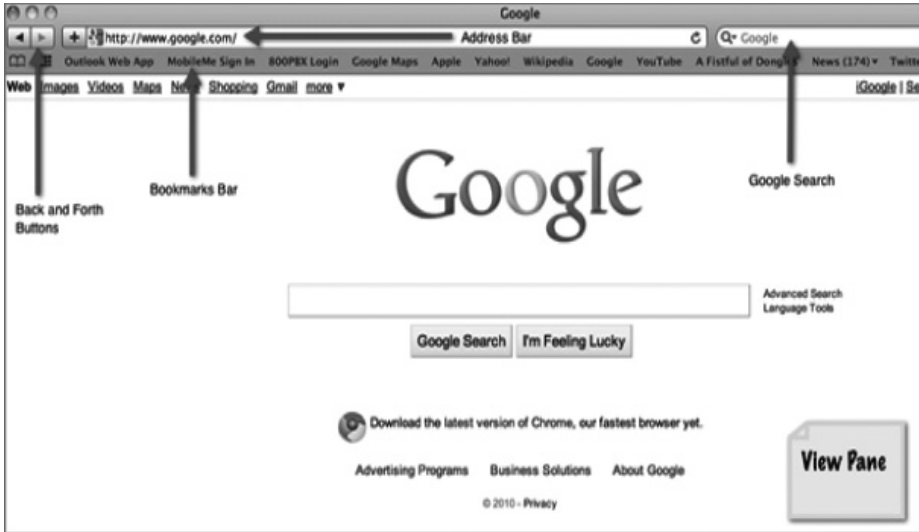 Google
http://www.google.com/
Address Bar
Google
Outlook Web App MobileMe Sign In 800PBX Login Google Maps Apple Yahoo! Wikipedia Google YouTube A Fistful of News (174)
Web Images Videos Maps News Shopping Gmail more
iGoogle | Se
Back and Forth
Buttons
Bookmarks Bar
Google Search
Google
Advanced Search
Language Tools
Google Search I'm Feeling Lucky
Download the latest version of Chrome, our fastest browser yet.
Advertising Programs Business Solutions About Google
© 2010 - Privacy
View Pane